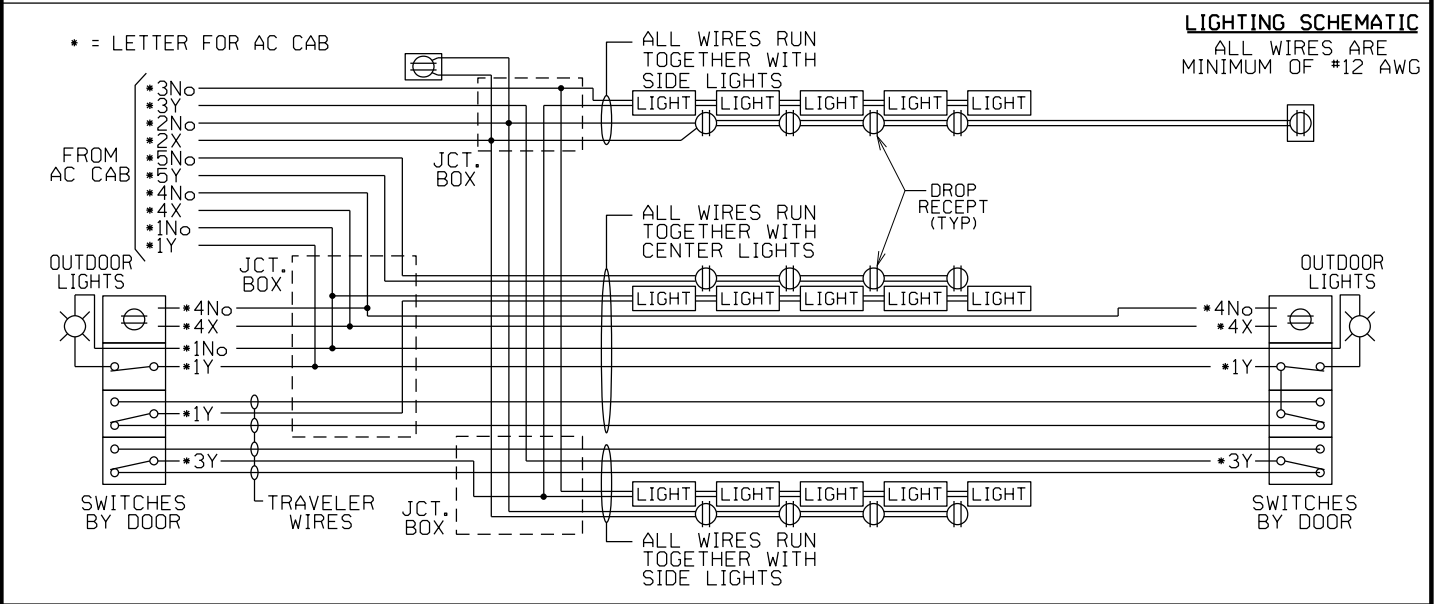 LIGHTING SCHEMATIC
ALL WIRES ARE
MINIMUM OF #12 AWG
* = LETTER FOR AC CAB
ALL WIRES RUN
TOGETHER WITH
SIDE LIGHTS
*3No
*3Y
*2No
*2X
*5No
*5Y
*4No
*4X
*1No
*1Y
FROM
AC CAB
JCT.
BOX
LIGHT LIGHT LIGHT LIGHT LIGHT
DROP
RECEPT
(TYP)
ALL WIRES RUN
TOGETHER WITH
CENTER LIGHTS
OUTDOOR
LIGHTS
JCT.
BOX
LIGHT LIGHT LIGHT LIGHT LIGHT
OUTDOOR
LIGHTS
*4No
*4X
*1No
*1Y
*1Y
*3Y
*4No
*4X
*1Y
*3Y
SWITCHES
BY DOOR
TRAVELER
WIRES
JCT.
BOX
LIGHT LIGHT LIGHT LIGHT LIGHT
SWITCHES
BY DOOR
ALL WIRES RUN
TOGETHER WITH
SIDE LIGHTS